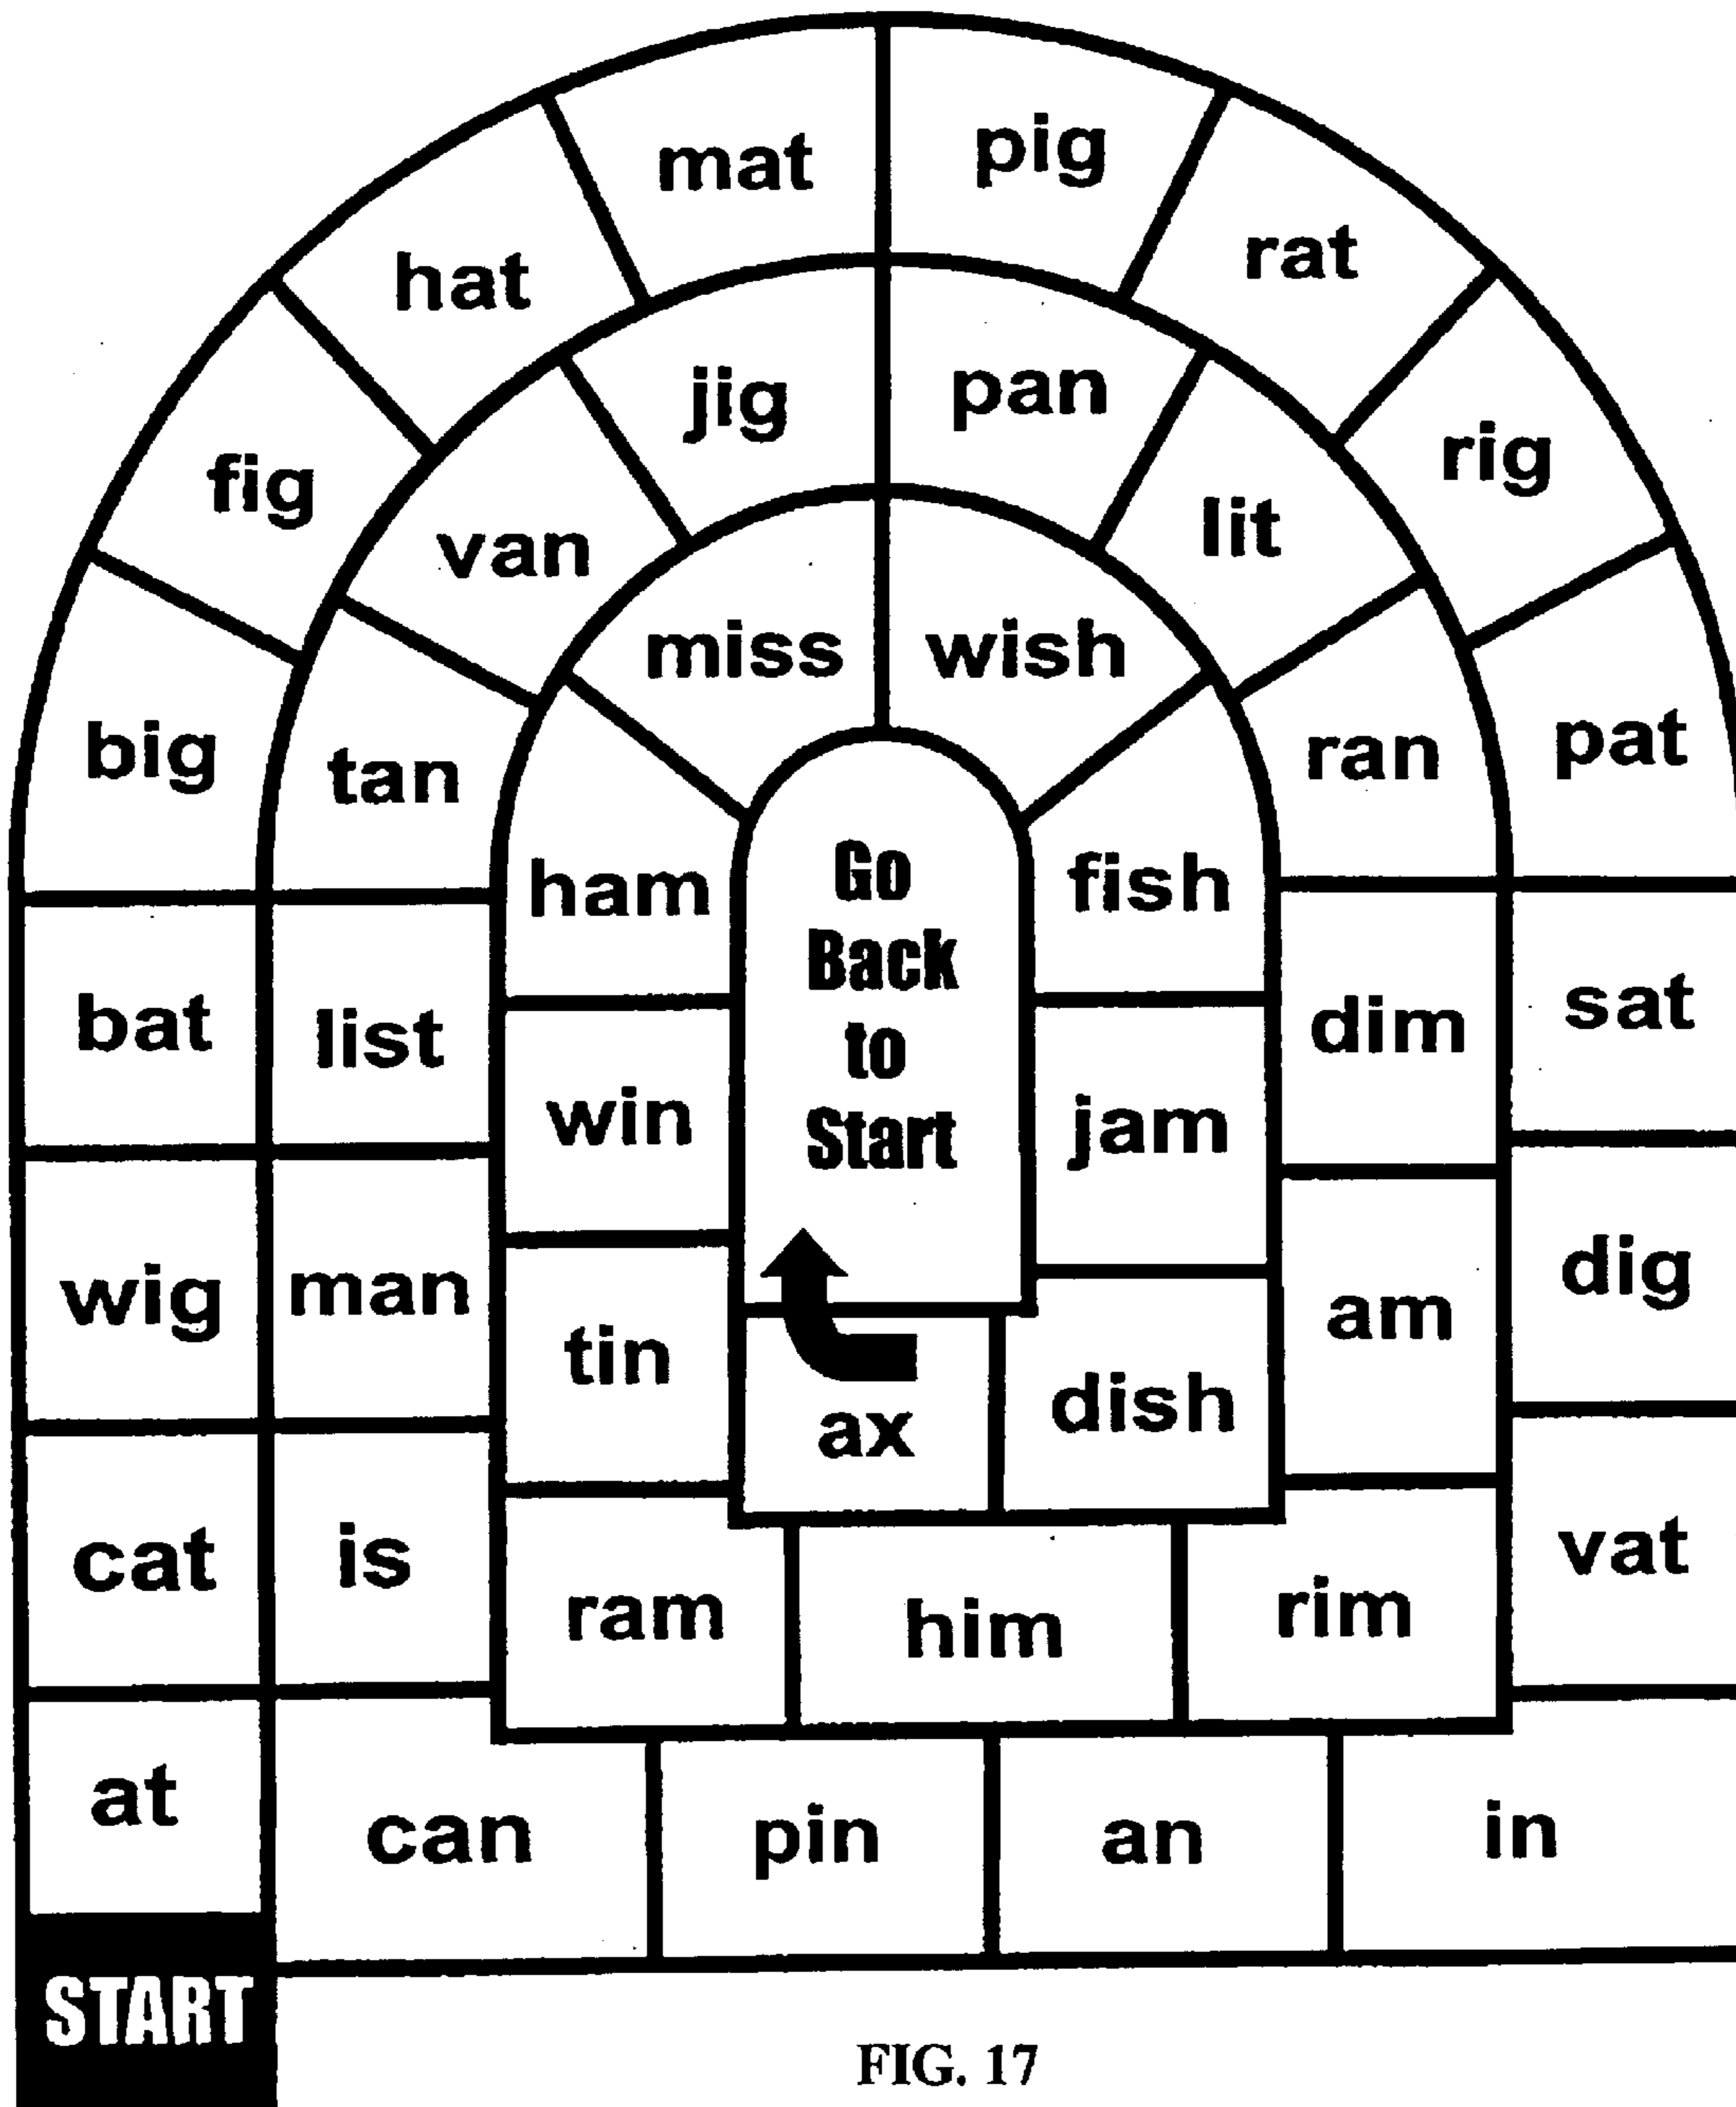 START
at
cat
wig
bat
big
fig
hat
mat
pig
rat
rig
pat
sat
dig
vat
in
an
pin
can
is
man
list
tan
van
jig
pan
lit
ran
dim
am
rim
him
ram
tin
win
ham
miss
wish
fish
jam
dish
ax
Go
Back
to
Start
FIG. 17